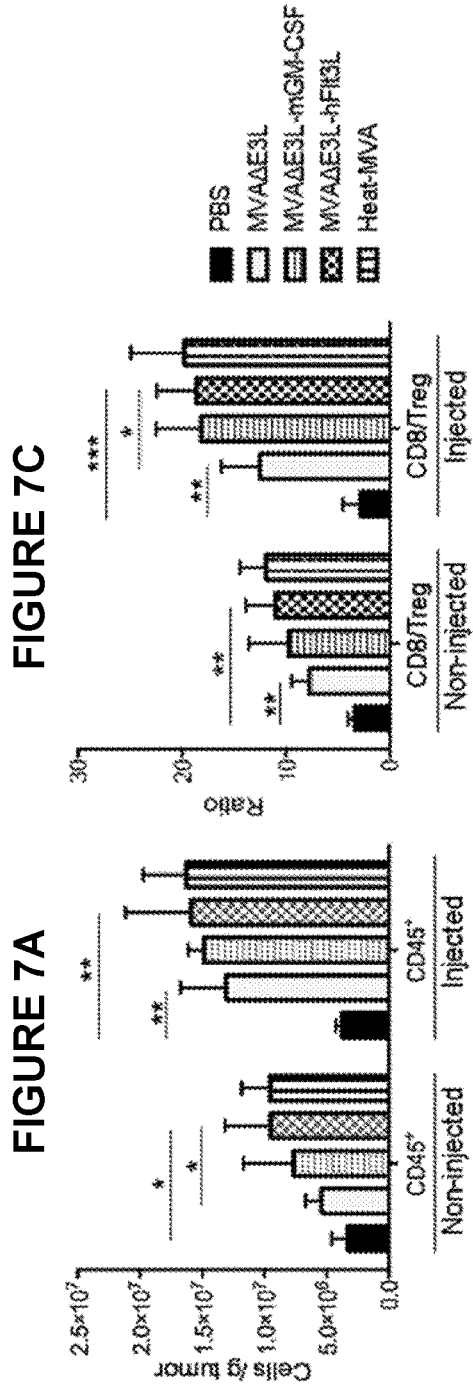 FIGURE 7A
Cells /g tumor
2.5×10⁷
2.0×10⁷
1.5×10⁷
1.0×10⁷
5.0×10⁶
0.0
*
*
**
**
CD45⁺
CD45⁺
Non-injected
Injected
FIGURE 7C
Ratio
30
20
10
0
**
**
***
*
**
CD8/Treg
CD8/Treg
Non-injected
Injected
PBS
MVAΔE3L
MVAΔE3L-mGM-CSF
MVAΔE3L-hFlt3L
Heat-MVA